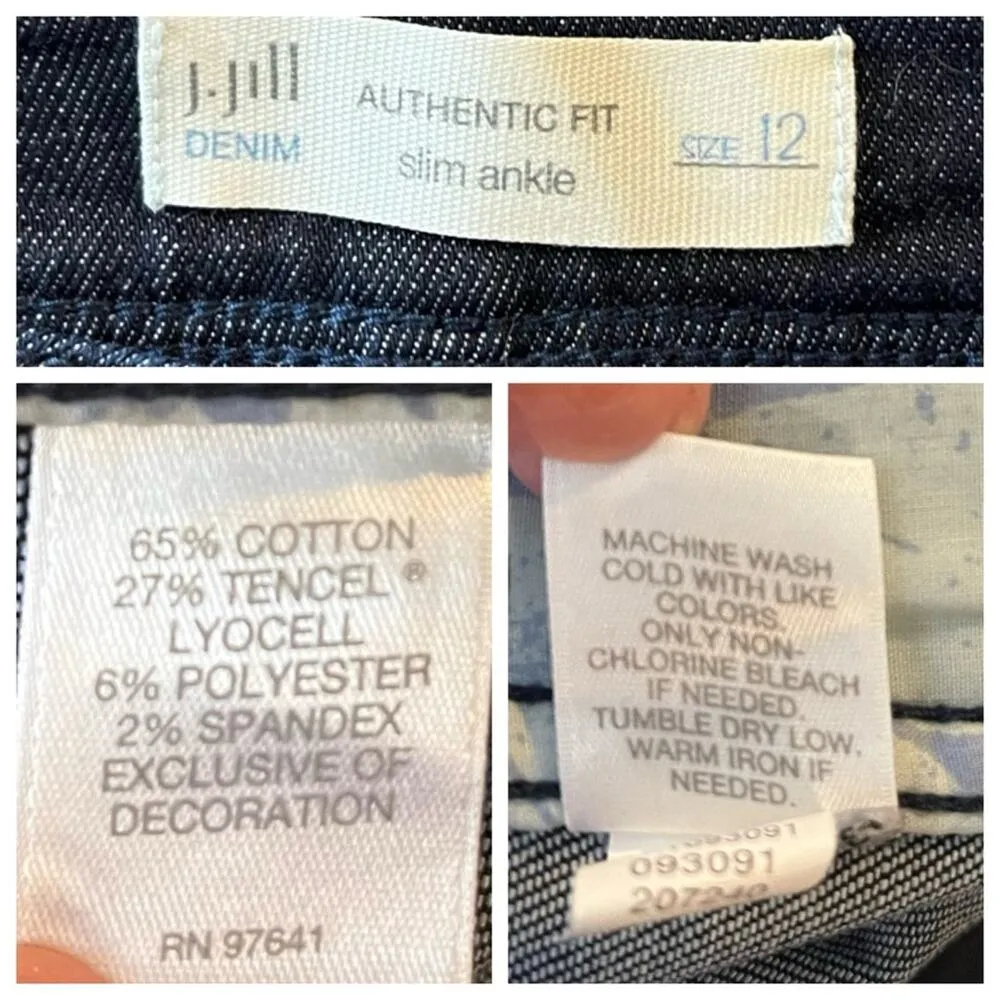 J.Jill
DENIM
AUTHENTIC FIT
slim ankle
SIZE 12
65% COTTON
27% TENCEL®
LYOCELL
6% POLYESTER
2% SPANDEX
EXCLUSIVE OF
DECORATION
RN 97641
MACHINE WASH
COLD WITH LIKE
COLORS.
ONLY NON-
CHLORINE BLEACH
IF NEEDED.
TUMBLE DRY LOW.
WARM IRON IF
NEEDED.
093091